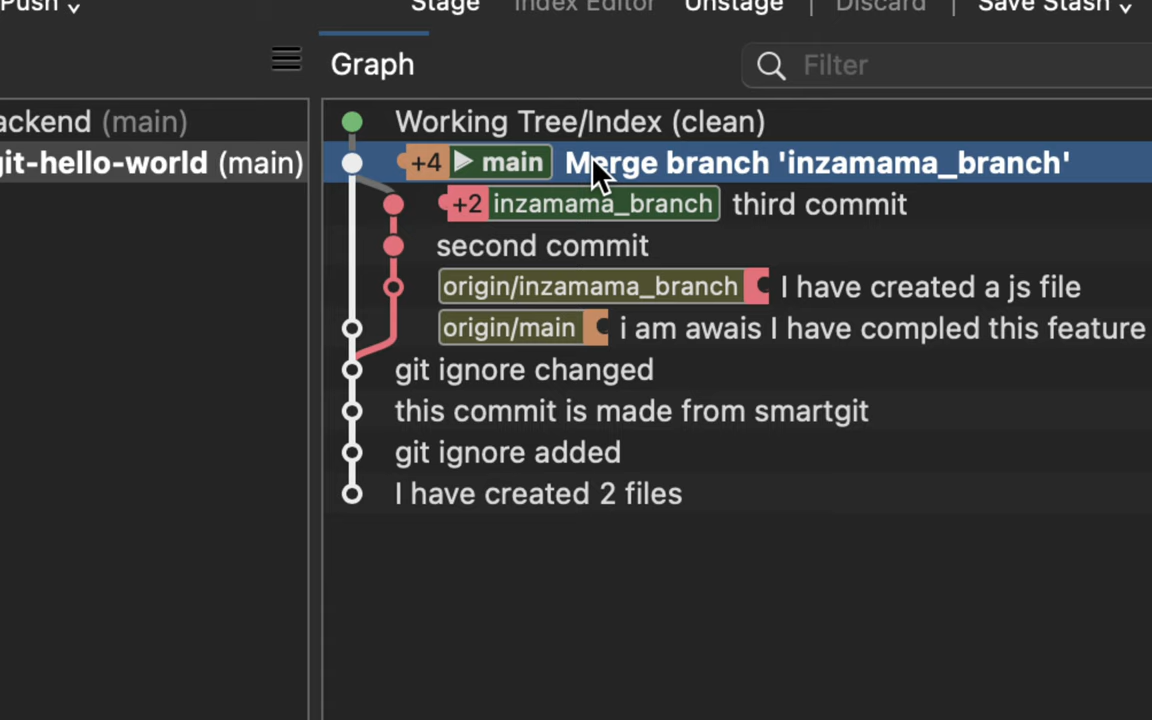 Push
Stage
Index Editor
Unstage
Discard
Save Stash
Graph
Filter
ackend (main)
git-hello-world (main)
Working Tree/Index (clean)
+4 main Merge branch 'inzamama_branch'
+2 inzamama_branch third commit
second commit
origin/inzamama_branch I have created a js file
origin/main i am awais I have compled this feature
git ignore changed
this commit is made from smartgit
git ignore added
I have created 2 files